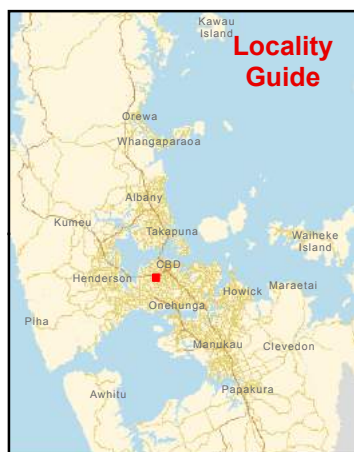 Kawau
Island
Locality
Guide
Orewa
Whangaparaoa
Albany
Kumeu
Takapuna
Waiheke
Island
CBD
Henderson
Howick
Maraetai
Onehunga
Piha
Manukau
Clevedon
Papakura
Awhitu